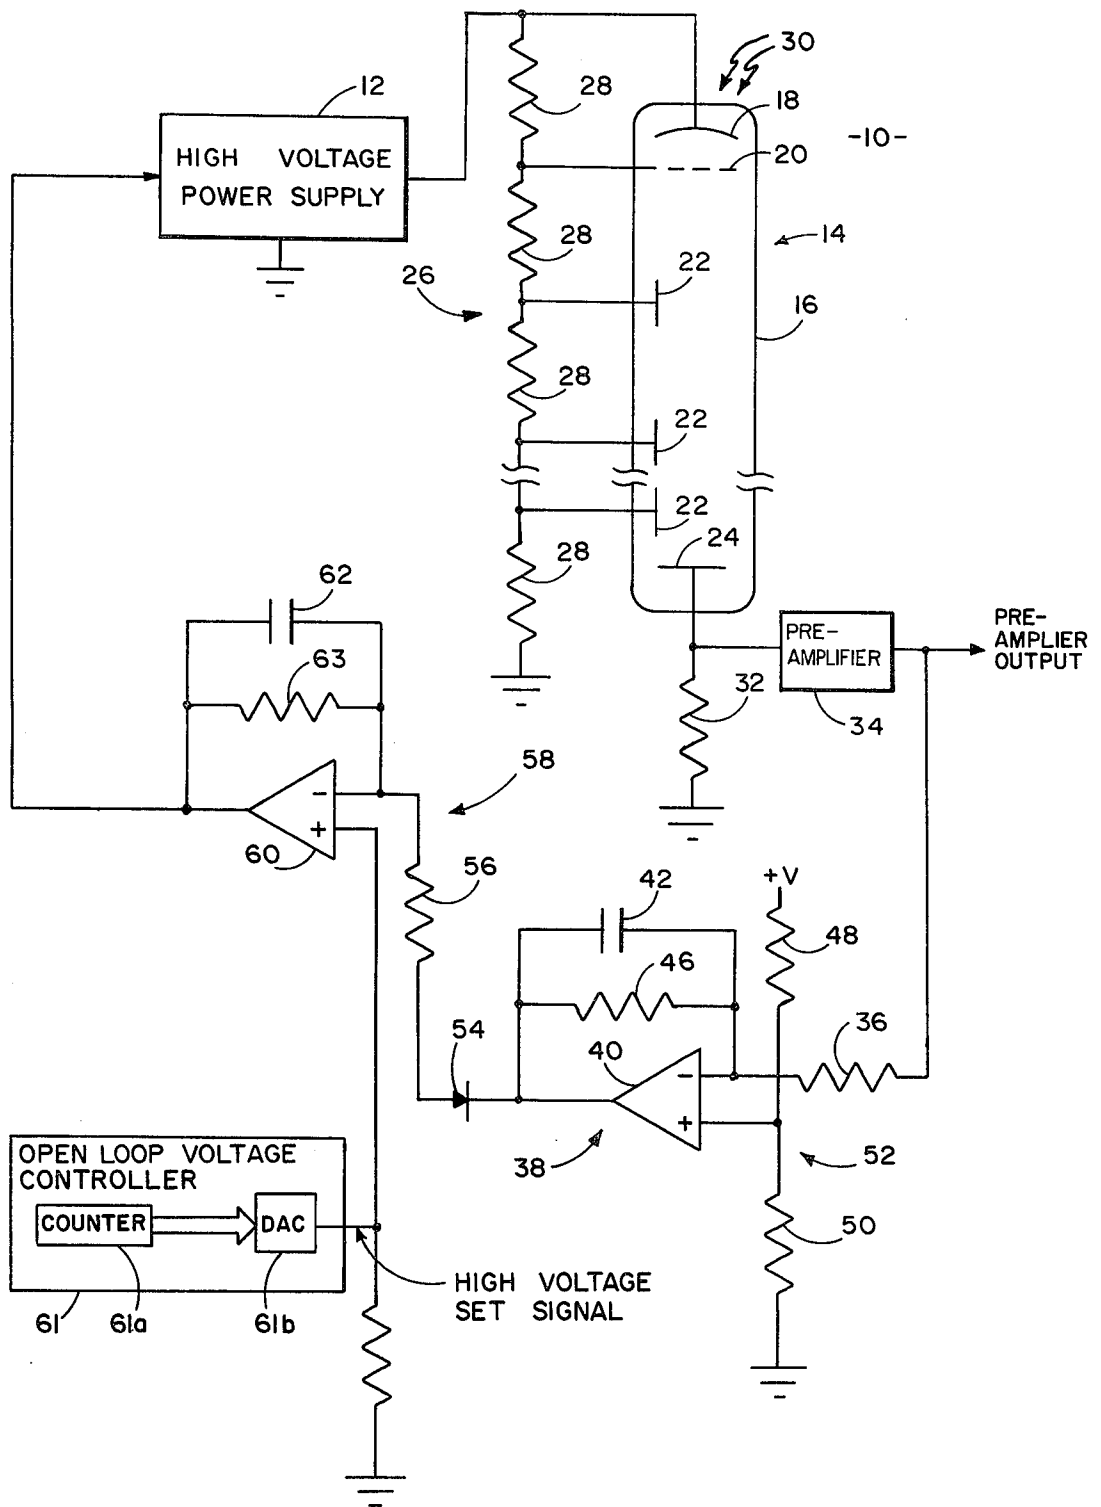 30
12
28
18
-10-
HIGH VOLTAGE
POWER SUPPLY
20
28
14
22
26
16
28
22
22
24
28
62
PRE-
AMPLIFIER
PRE-
AMPLIER
OUTPUT
63
32
34
58
−
+
60
56
42
+V
48
46
36
54
40
−
+
38
52
OPEN LOOP VOLTAGE
CONTROLLER
COUNTER
DAC
50
HIGH VOLTAGE
SET SIGNAL
61
61a
61b